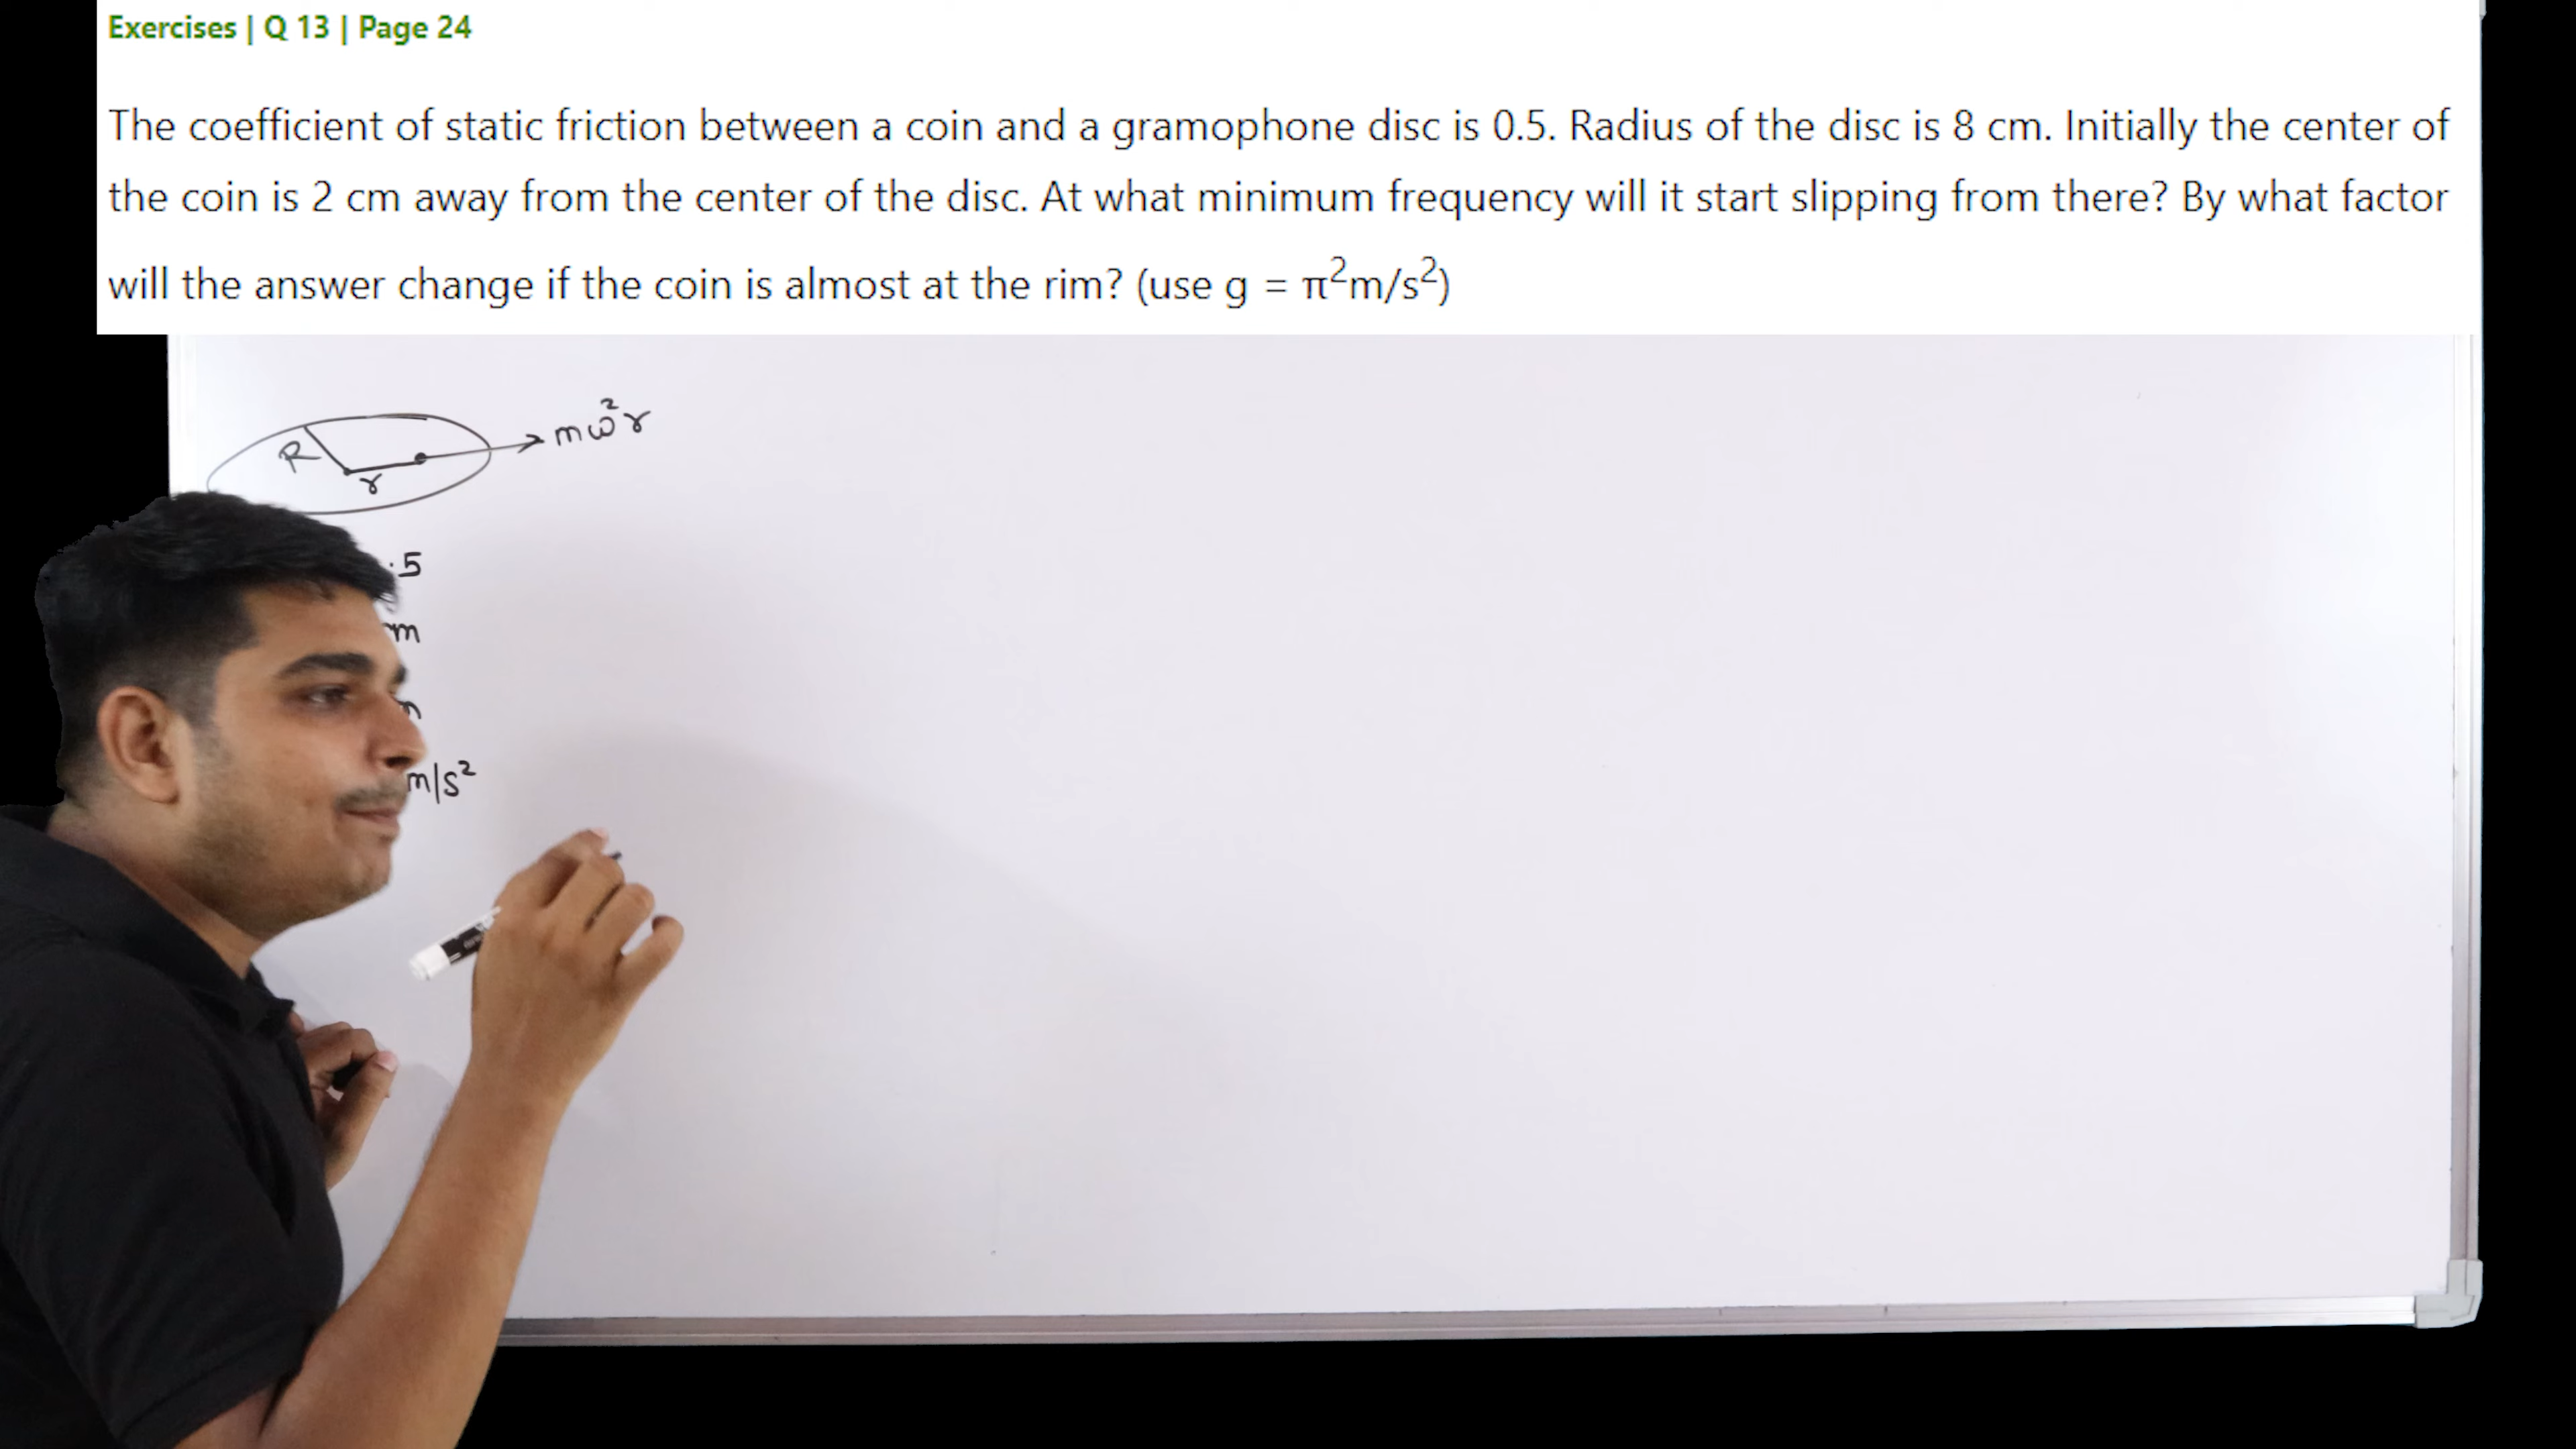 Exercises | Q 13 | Page 24
The coefficient of static friction between a coin and a gramophone disc is 0.5. Radius of the disc is 8 cm. Initially the center of
the coin is 2 cm away from the center of the disc. At what minimum frequency will it start slipping from there? By what factor
will the answer change if the coin is almost at the rim? (use g = π²m/s²)
mω²r
R
r
.5
m
m/s²